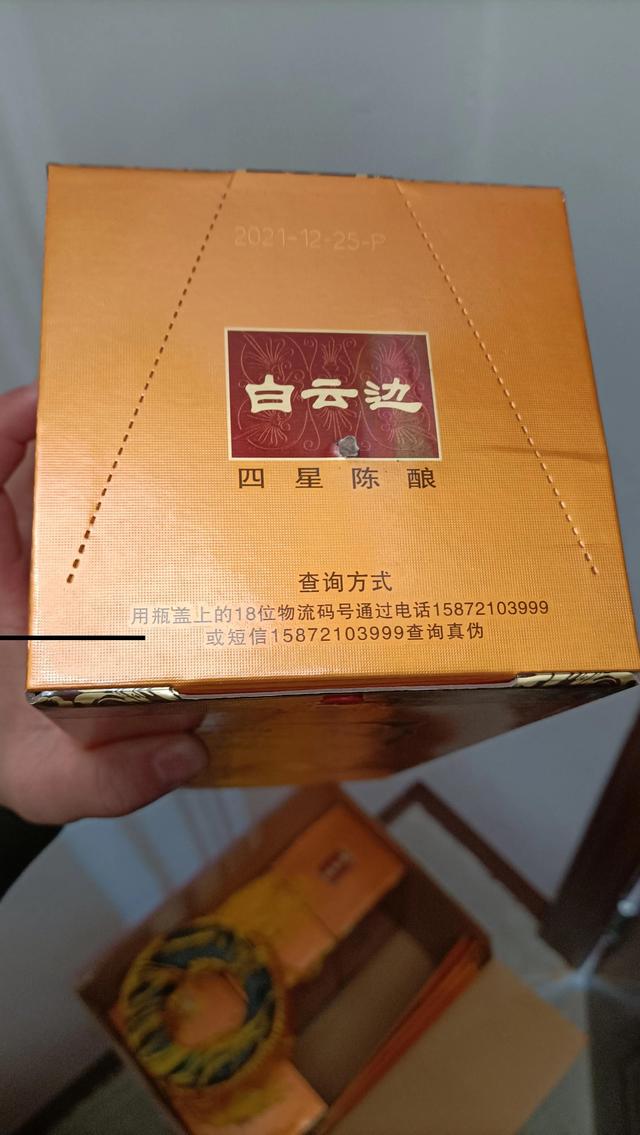 2021-12-25-P
白云边
四星陈酿
查询方式
用瓶盖上的18位物流码号通过电话15872103999
或短信15872103999查询真伪